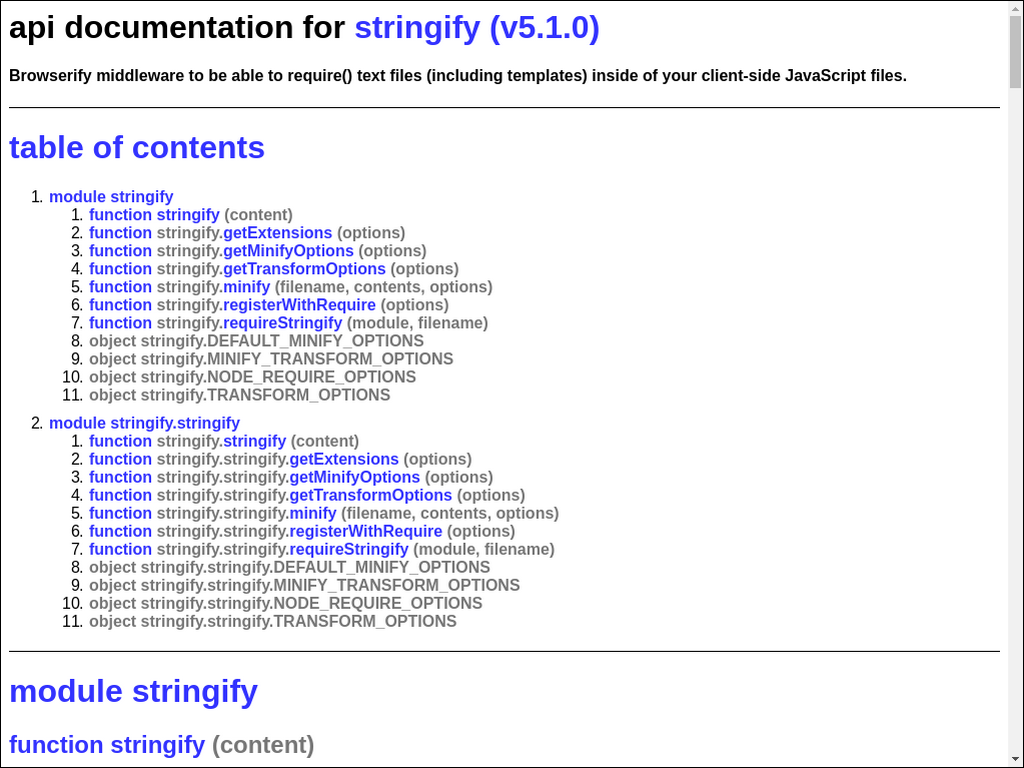 api documentation for stringify (v5.1.0)
Browserify middleware to be able to require() text files (including templates) inside of your client-side JavaScript files.
table of contents
1. module stringify
1. function stringify (content)
2. function stringify.getExtensions (options)
3. function stringify.getMinifyOptions (options)
4. function stringify.getTransformOptions (options)
5. function stringify.minify (filename, contents, options)
6. function stringify.registerWithRequire (options)
7. function stringify.requireStringify (module, filename)
8. object stringify.DEFAULT_MINIFY_OPTIONS
9. object stringify.MINIFY_TRANSFORM_OPTIONS
10. object stringify.NODE_REQUIRE_OPTIONS
11. object stringify.TRANSFORM_OPTIONS
2. module stringify.stringify
1. function stringify.stringify (content)
2. function stringify.stringify.getExtensions (options)
3. function stringify.stringify.getMinifyOptions (options)
4. function stringify.stringify.getTransformOptions (options)
5. function stringify.stringify.minify (filename, contents, options)
6. function stringify.stringify.registerWithRequire (options)
7. function stringify.stringify.requireStringify (module, filename)
8. object stringify.stringify.DEFAULT_MINIFY_OPTIONS
9. object stringify.stringify.MINIFY_TRANSFORM_OPTIONS
10. object stringify.stringify.NODE_REQUIRE_OPTIONS
11. object stringify.stringify.TRANSFORM_OPTIONS
module stringify
function stringify (content)